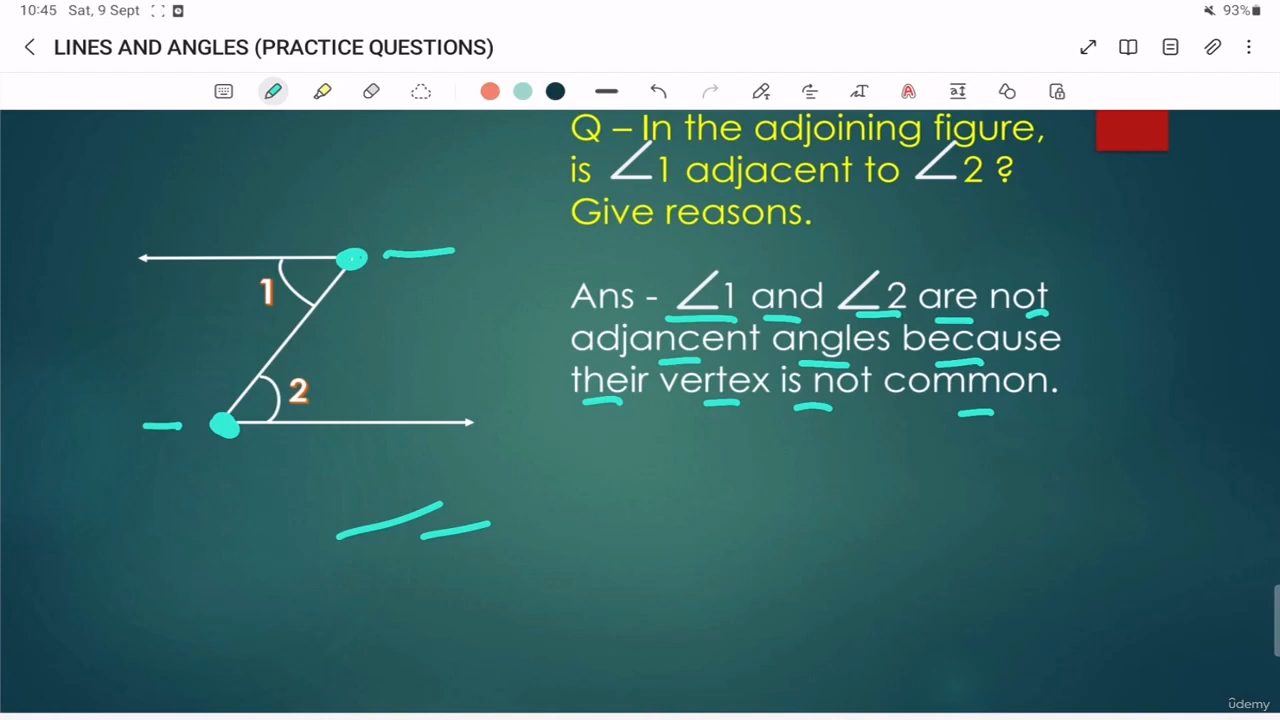 10:45 Sat, 9 Sept
93%
LINES AND ANGLES (PRACTICE QUESTIONS)
Q – In the adjoining figure,
is ∠1 adjacent to ∠2 ?
Give reasons.
1
2
Ans - ∠1 and ∠2 are not
adjancent angles because
their vertex is not common.
ûdemy